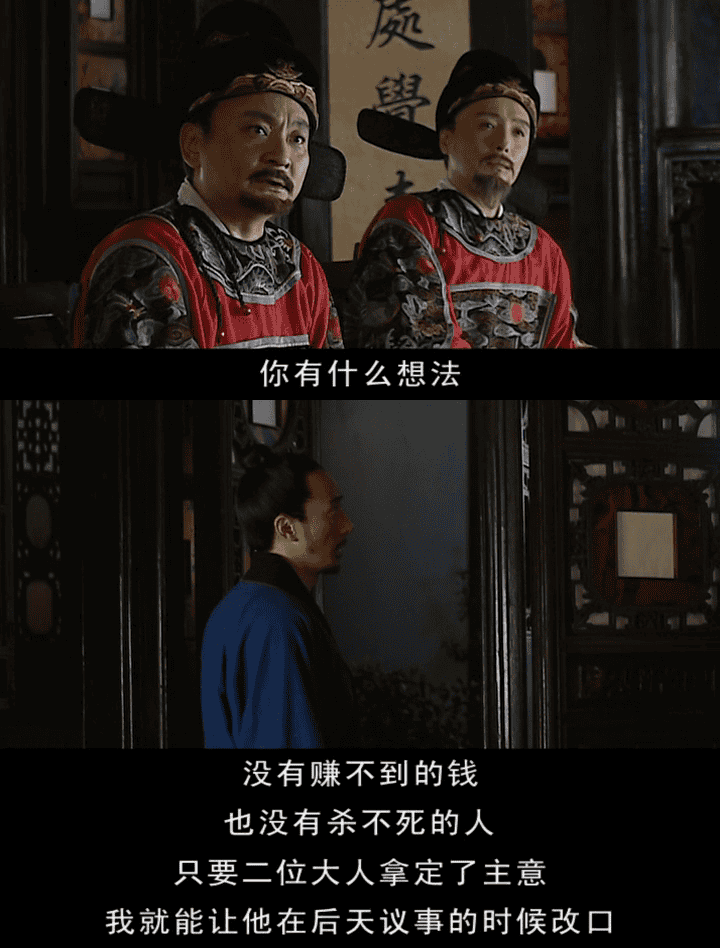 處
覺
你有什么想法
没有赚不到的钱
也没有杀不死的人
只要二位大人拿定了主意
我就能让他在后天议事的时候改口